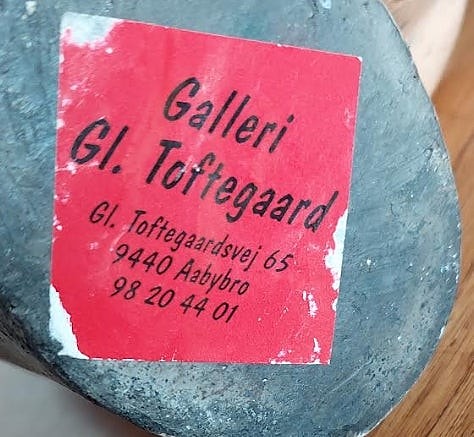 Galleri
Gl. Toftegaard
Gl. Toftegaardsvej 65
9440 Aabybro
98 20 44 01